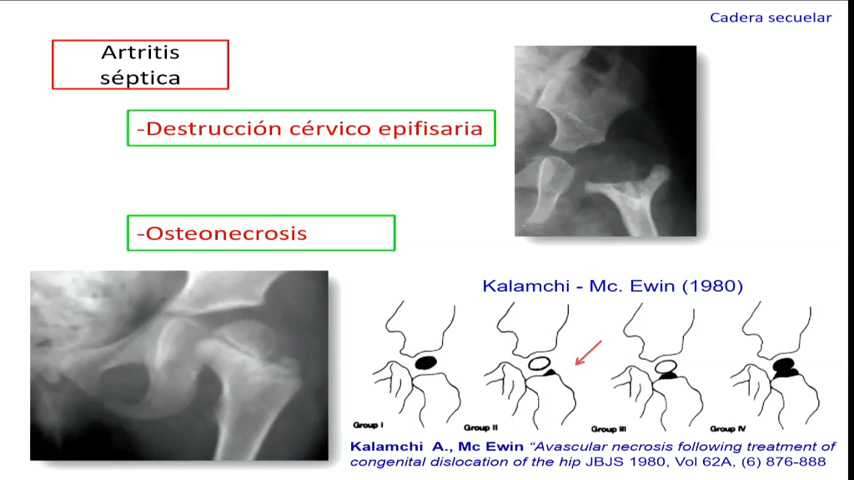 Cadera secuelar
Artritis
séptica
-Destrucción cérvico epifisaria
-Osteonecrosis
Kalamchi - Mc. Ewin (1980)
Group I
Group II
Group III
Group IV
Kalamchi A., Mc Ewin “Avascular necrosis following treatment of
congenital dislocation of the hip JBJS 1980, Vol 62A, (6) 876-888